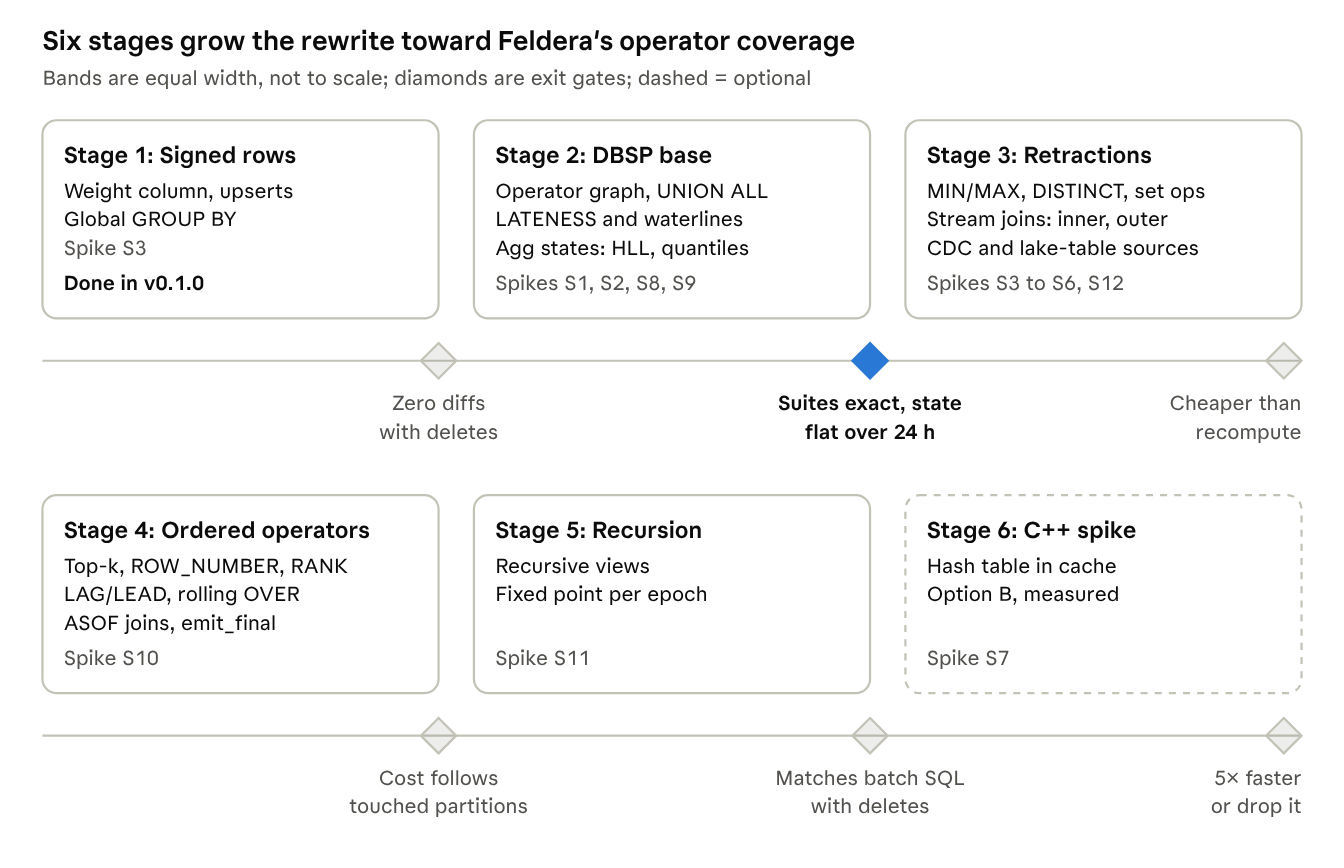 Six stages grow the rewrite toward Feldera's operator coverage
Bands are equal width, not to scale; diamonds are exit gates; dashed = optional
Stage 1: Signed rows
Weight column, upserts
Global GROUP BY
Spike S3
Done in v0.1.0
Stage 2: DBSP base
Operator graph, UNION ALL
LATENESS and waterlines
Agg states: HLL, quantiles
Spikes S1, S2, S8, S9
Stage 3: Retractions
MIN/MAX, DISTINCT, set ops
Stream joins: inner, outer
CDC and lake-table sources
Spikes S3 to S6, S12
Zero diffs
with deletes
Suites exact, state
flat over 24 h
Cheaper than
recompute
Stage 4: Ordered operators
Top-k, ROW_NUMBER, RANK
LAG/LEAD, rolling OVER
ASOF joins, emit_final
Spike S10
Stage 5: Recursion
Recursive views
Fixed point per epoch
Spike S11
Stage 6: C++ spike
Hash table in cache
Option B, measured
Spike S7
Cost follows
touched partitions
Matches batch SQL
with deletes
5× faster
or drop it